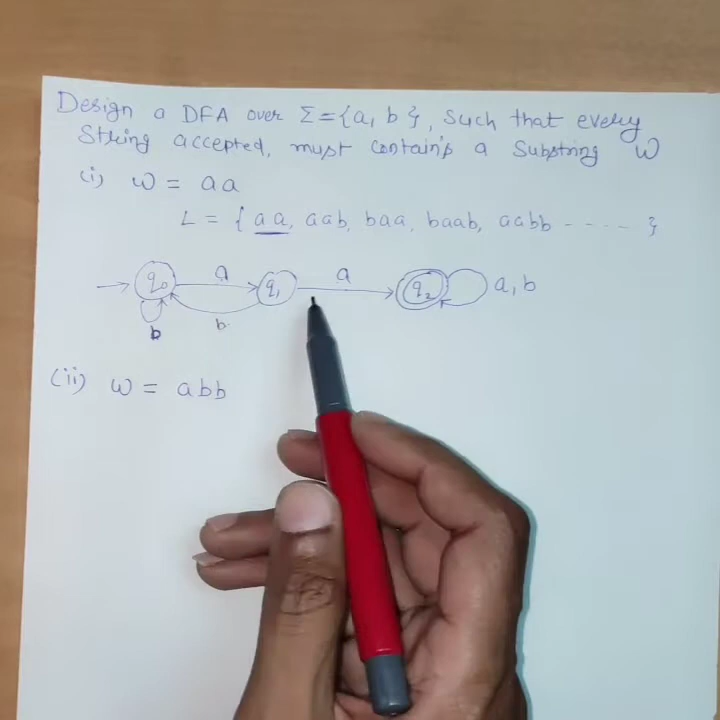 Design a DFA over Σ={a, b}, such that every
String accepted, must contain's a Substring W
(i) W = aa
L = {aa, aab, baa, baab, aabb ----- }
q₀ a q₁ a q₂ a, b
b b
(ii) W = abb